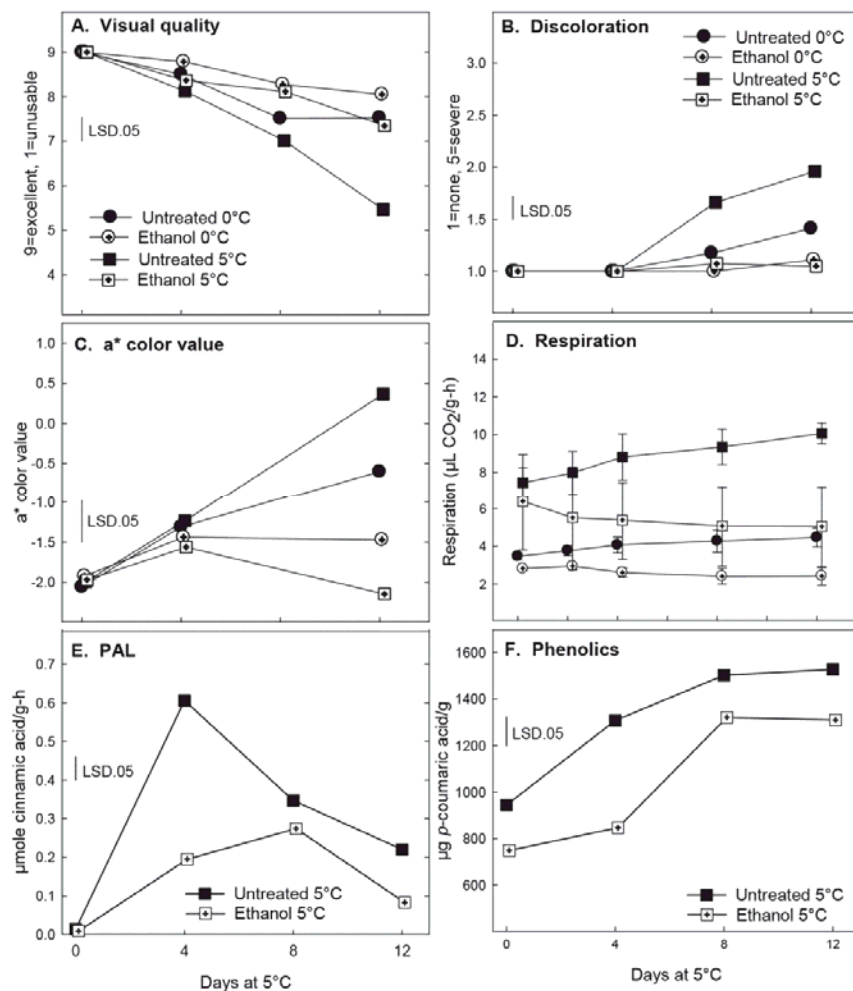 A. Visual quality
9=excellent, 1=unusable
9
8
7
6
5
4
LSD.05
Untreated 0°C
Ethanol 0°C
Untreated 5°C
Ethanol 5°C
B. Discoloration
1=none, 5=severe
3.0
2.5
2.0
1.5
1.0
LSD.05
Untreated 0°C
Ethanol 0°C
Untreated 5°C
Ethanol 5°C
C. a* color value
a* color value
1.0
0.5
0.0
-0.5
-1.0
-1.5
-2.0
LSD.05
D. Respiration
Respiration (µL CO2/g-h)
14
12
10
8
6
4
2
E. PAL
µmole cinnamic acid/g-h
0.7
0.6
0.5
0.4
0.3
0.2
0.1
0.0
LSD.05
Untreated 5°C
Ethanol 5°C
0 4 8 12
Days at 5°C
F. Phenolics
µg p-coumaric acid/g
1600
1400
1200
1000
800
600
LSD.05
Untreated 5°C
Ethanol 5°C
0 4 8 12
Days at 5°C